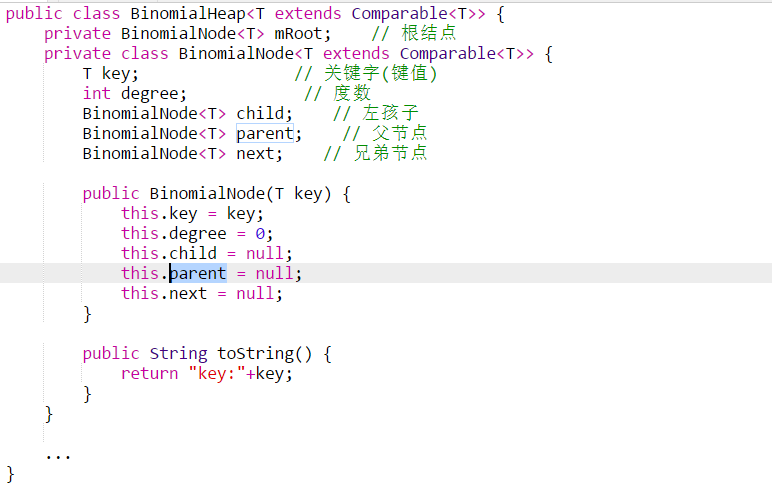 public class BinomialHeap<T extends Comparable<T>> {
    private BinomialNode<T> mRoot;    // 根结点
    private class BinomialNode<T extends Comparable<T>> {
        T key;                // 关键字(键值)
        int degree;            // 度数
        BinomialNode<T> child;    // 左孩子
        BinomialNode<T> parent;    // 父节点
        BinomialNode<T> next;    // 兄弟节点

        public BinomialNode(T key) {
            this.key = key;
            this.degree = 0;
            this.child = null;
            this.parent = null;
            this.next = null;
        }

        public String toString() {
            return "key:"+key;
        }
    }

    ...
}